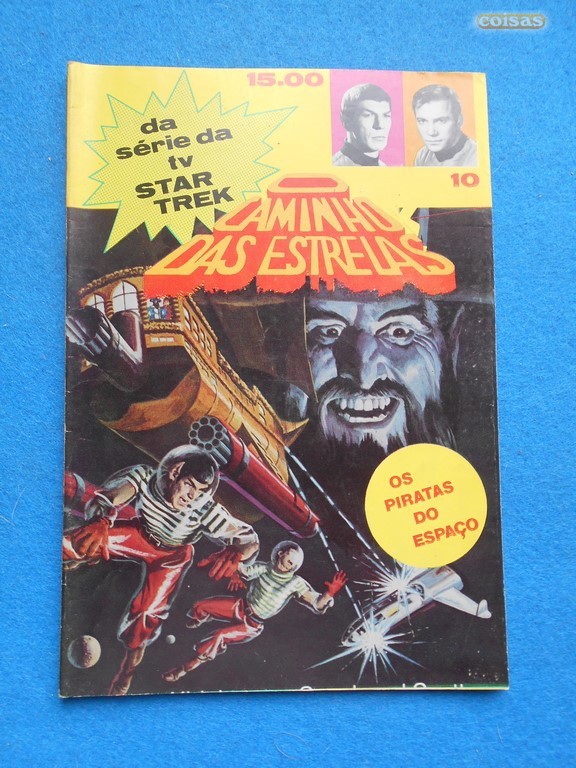 coisas
15.00
da
série da
tv
STAR
TREK
10
O
CAMINHO
DAS ESTRELAS
OS
PIRATAS
DO
ESPAÇO